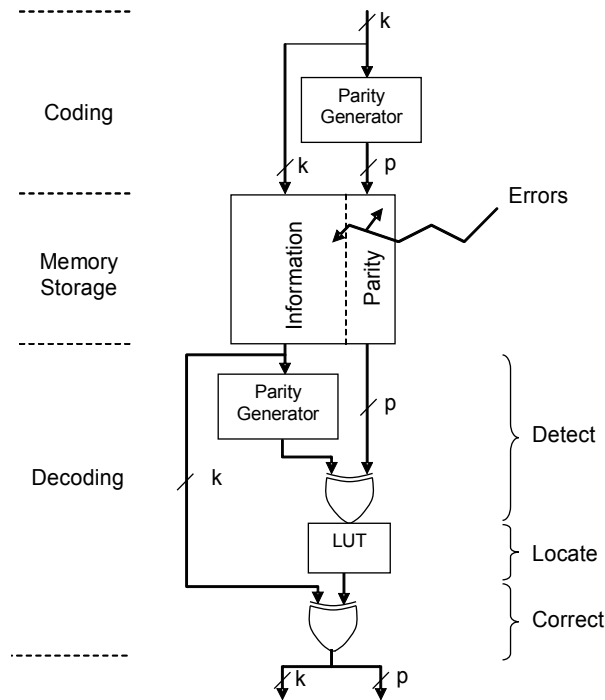 k
Parity
Generator
Coding
k
p
Errors
Information
Parity
Memory
Storage
Parity
Generator
p
Detect
Decoding
k
LUT
Locate
Correct
k
p